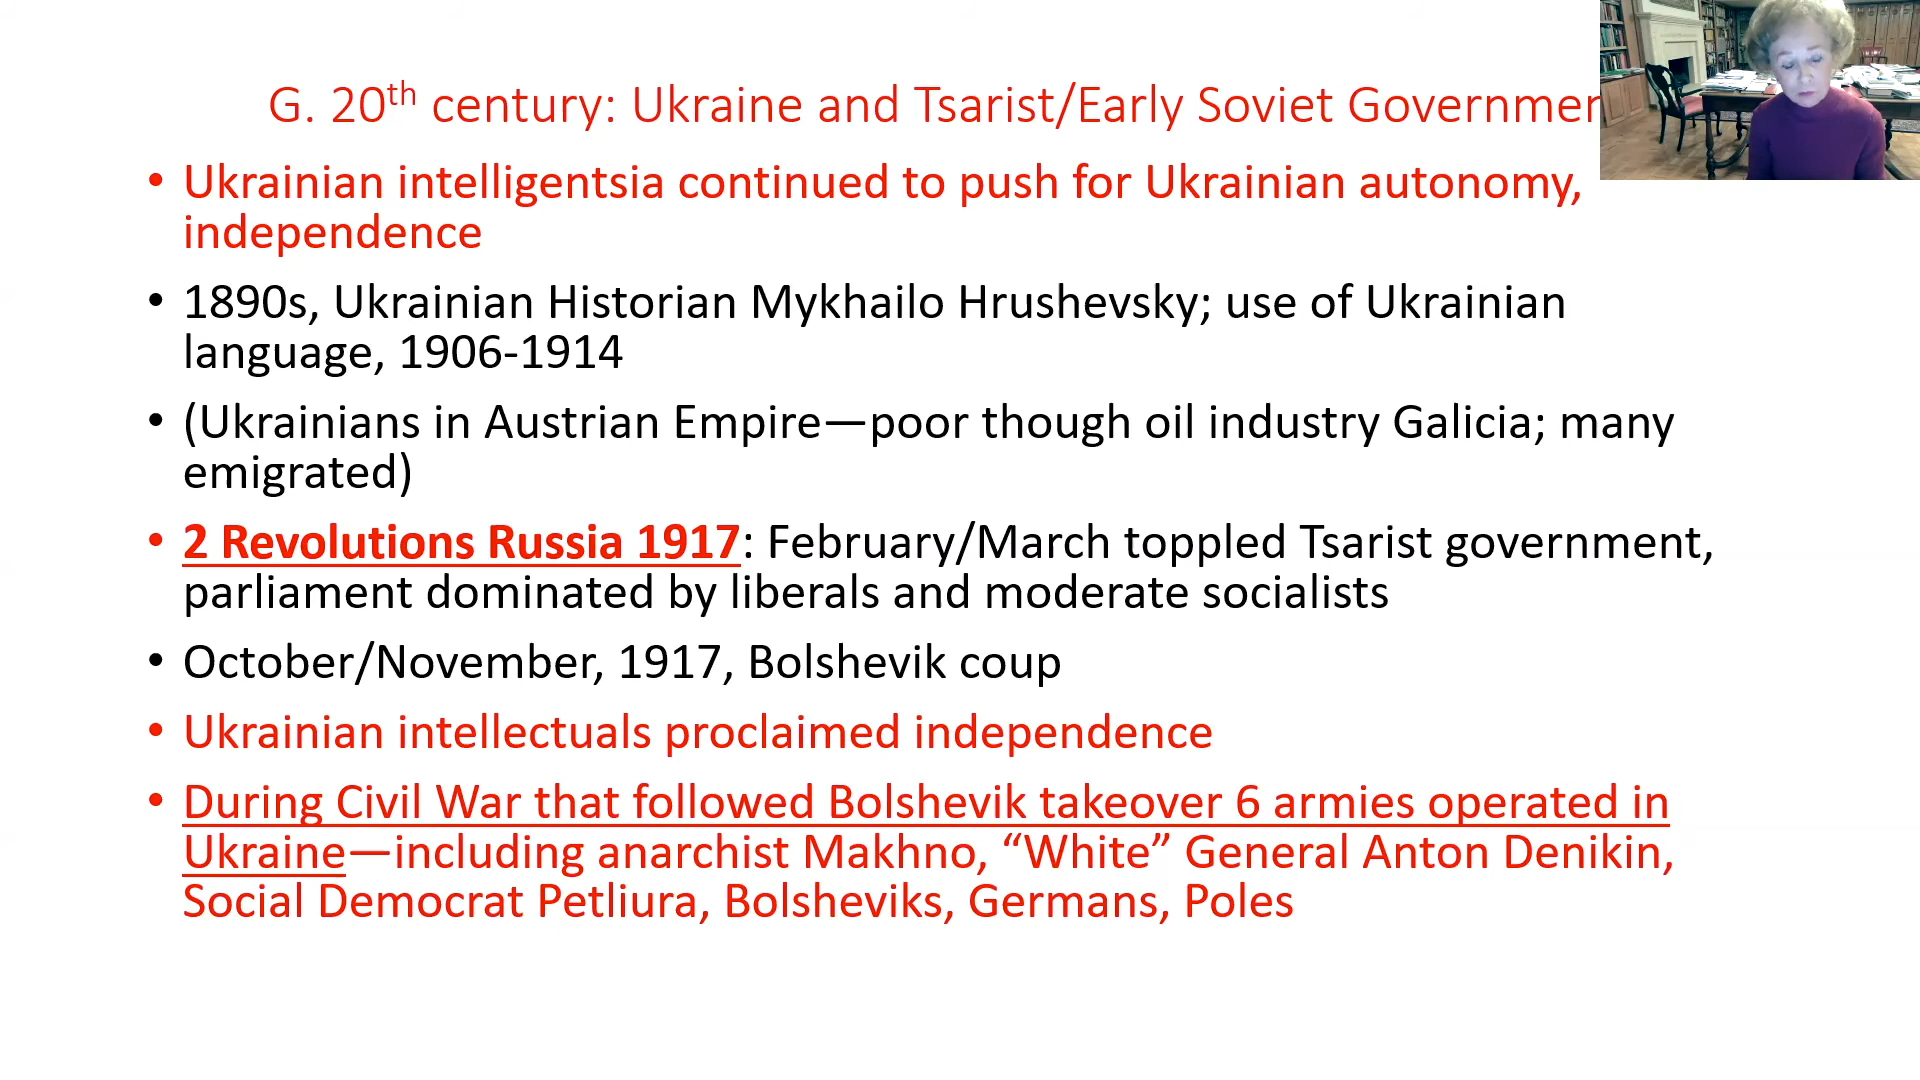 G. 20th century: Ukraine and Tsarist/Early Soviet Governmen
• Ukrainian intelligentsia continued to push for Ukrainian autonomy,
independence
• 1890s, Ukrainian Historian Mykhailo Hrushevsky; use of Ukrainian
language, 1906-1914
• (Ukrainians in Austrian Empire—poor though oil industry Galicia; many
emigrated)
• 2 Revolutions Russia 1917: February/March toppled Tsarist government,
parliament dominated by liberals and moderate socialists
• October/November, 1917, Bolshevik coup
• Ukrainian intellectuals proclaimed independence
• During Civil War that followed Bolshevik takeover 6 armies operated in
Ukraine—including anarchist Makhno, “White” General Anton Denikin,
Social Democrat Petliura, Bolsheviks, Germans, Poles